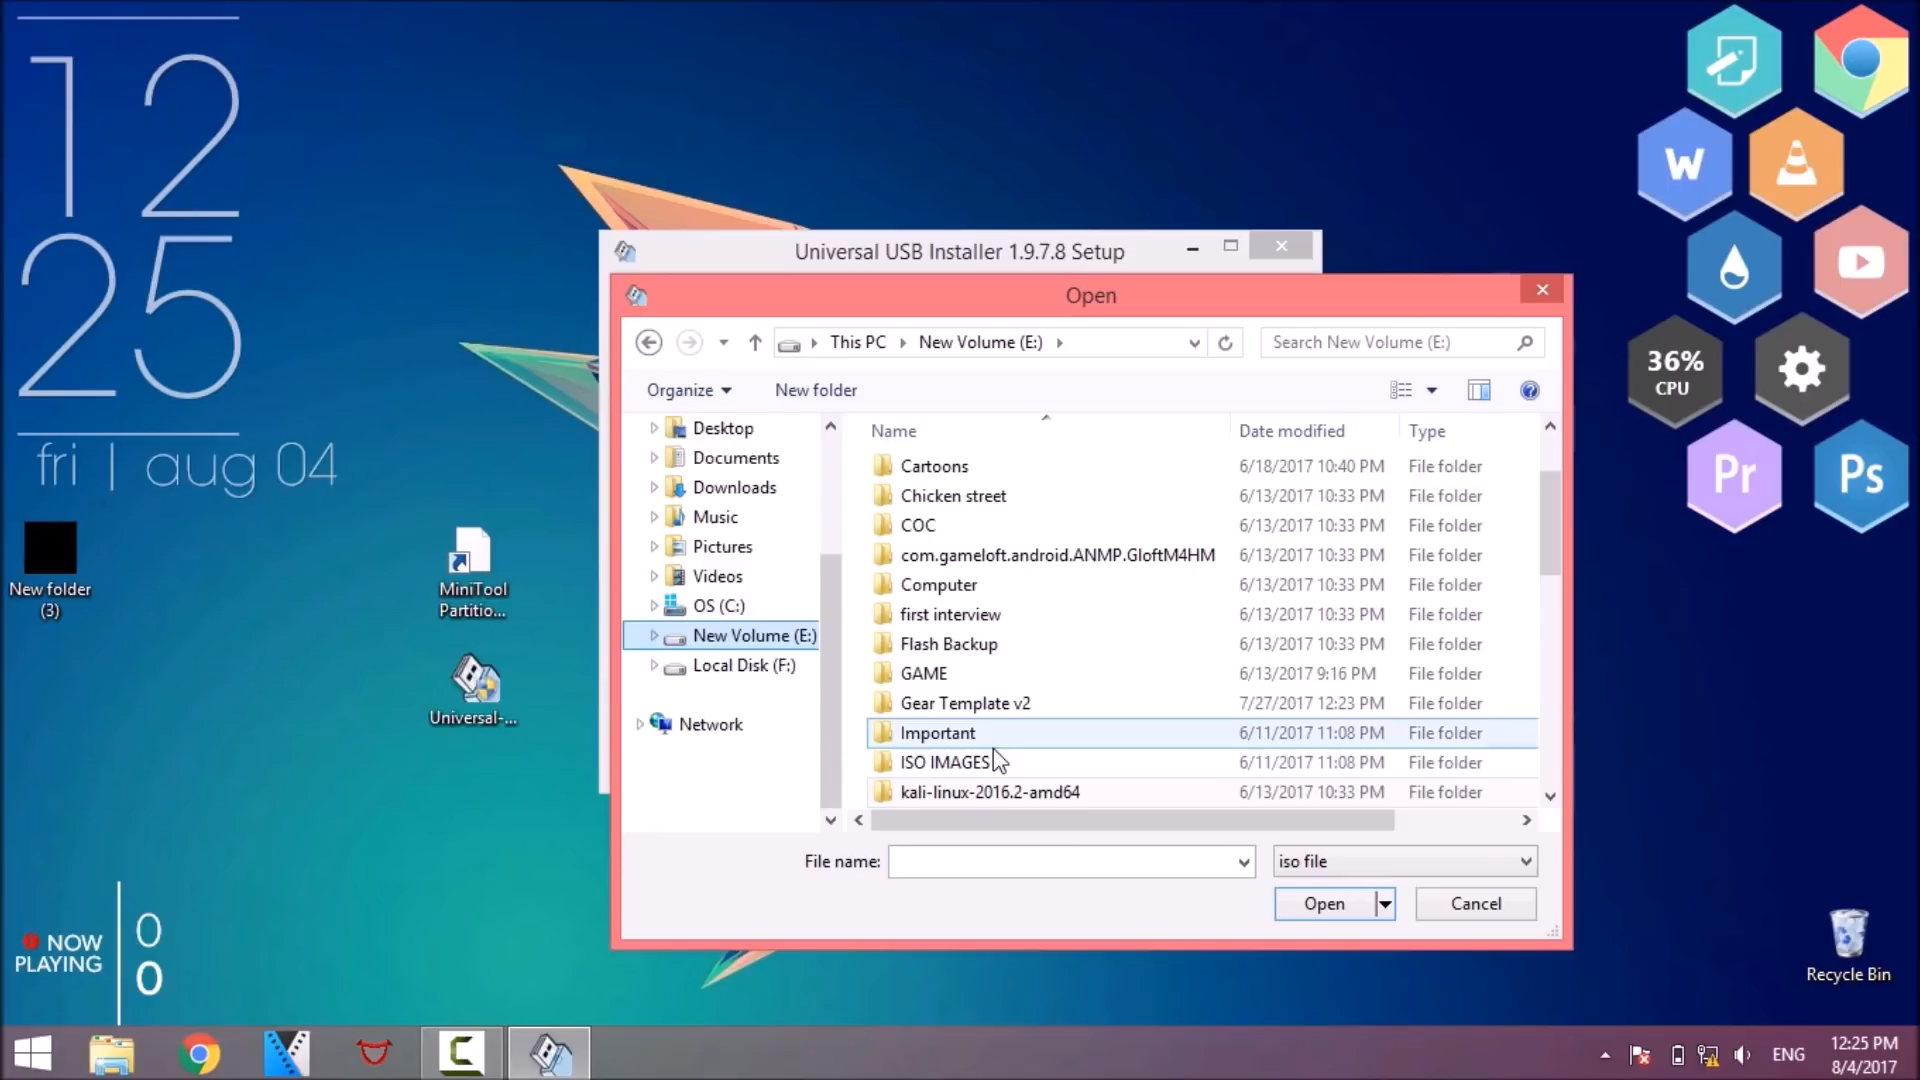 12
25
fri | aug 04
New folder
(3)
MiniTool
Partitio...
Universal-...
NOW
PLAYING
0
0
Universal USB Installer 1.9.7.8 Setup
Open
This PC
New Volume (E:)
Search New Volume (E:)
Organize
New folder
Desktop
Documents
Downloads
Music
Pictures
Videos
OS (C:)
New Volume (E:)
Local Disk (F:)
Network
Name Date modified Type
Cartoons 6/18/2017 10:40 PM File folder
Chicken street 6/13/2017 10:33 PM File folder
COC 6/13/2017 10:33 PM File folder
com.gameloft.android.ANMP.GloftM4HM 6/13/2017 10:33 PM File folder
Computer 6/13/2017 10:33 PM File folder
first interview 6/13/2017 10:33 PM File folder
Flash Backup 6/13/2017 10:33 PM File folder
GAME 6/13/2017 9:16 PM File folder
Gear Template v2 7/27/2017 12:23 PM File folder
Important 6/11/2017 11:08 PM File folder
ISO IMAGES 6/11/2017 11:08 PM File folder
kali-linux-2016.2-amd64 6/13/2017 10:33 PM File folder
File name:
iso file
Open
Cancel
W
36%
CPU
Pr
Ps
Recycle Bin
ENG
12:25 PM
8/4/2017